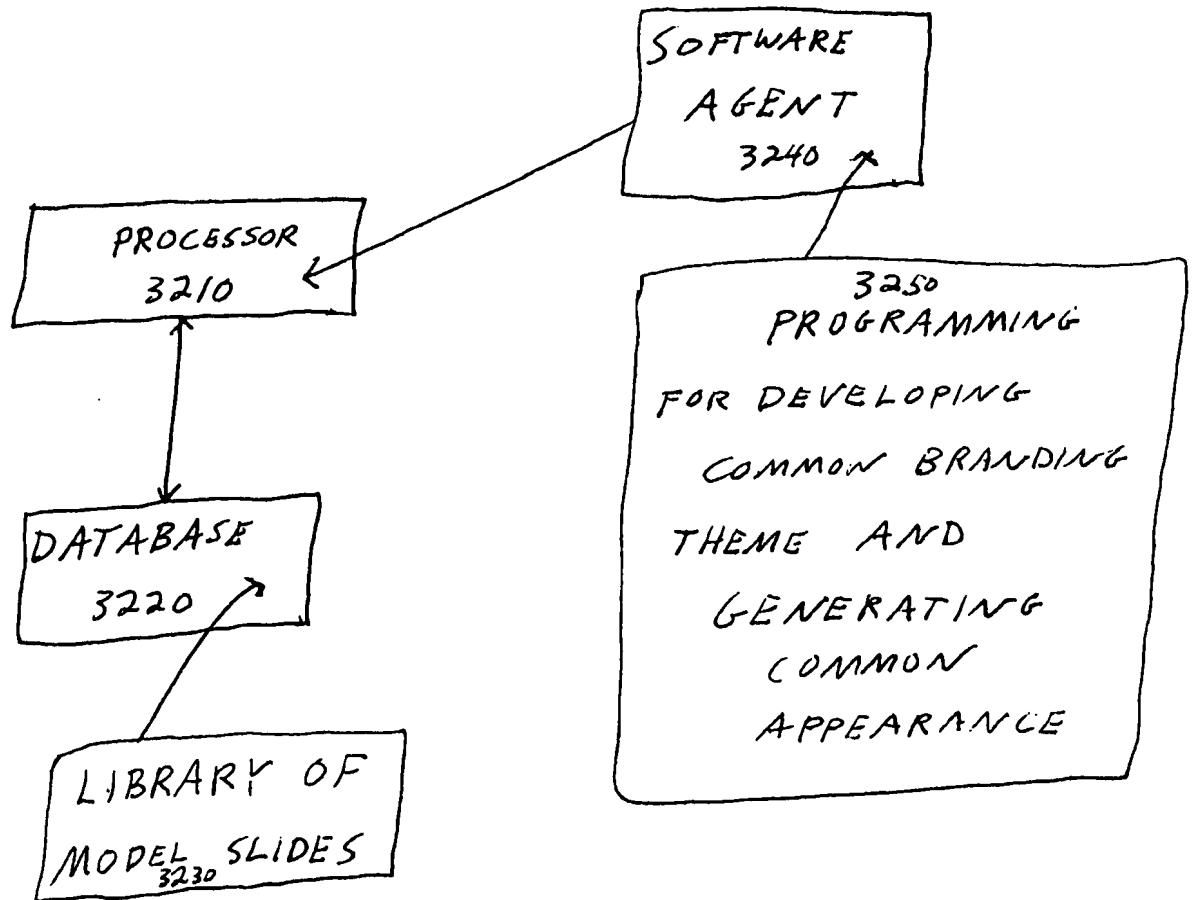 SOFTWARE
AGENT
3240
PROCESSOR
3210
3250
PROGRAMMING
FOR DEVELOPING
COMMON BRANDING
THEME AND
GENERATING
COMMON
APPEARANCE
DATABASE
3220
LIBRARY OF
MODEL SLIDES
3230